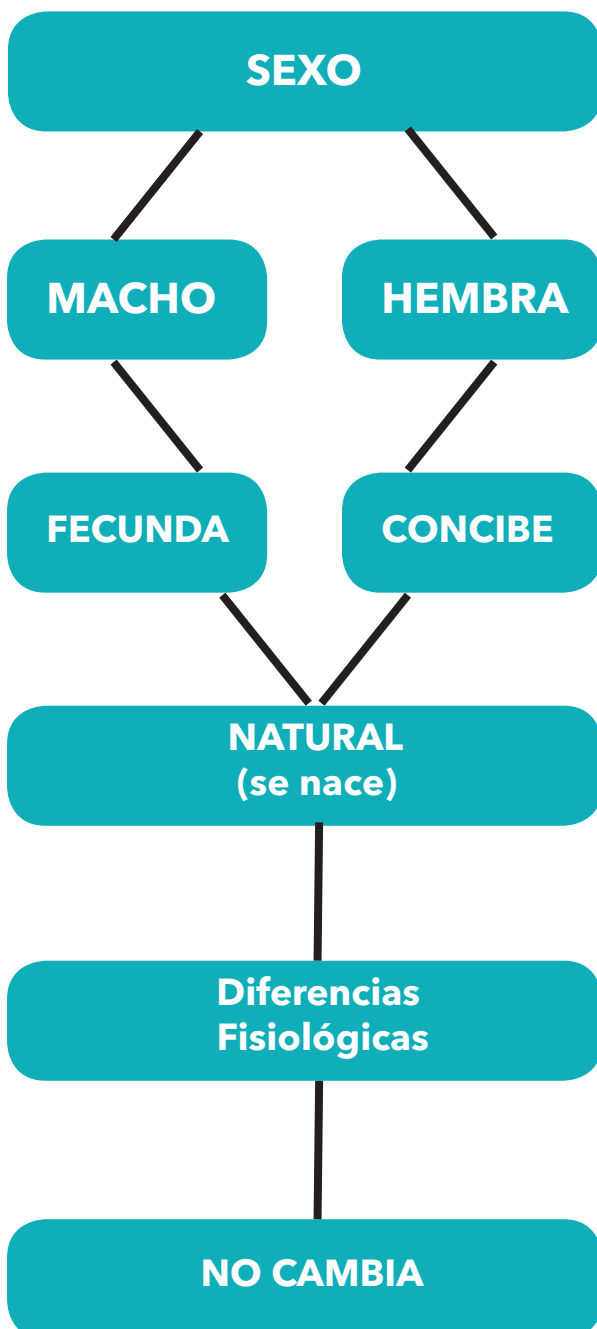 SEXO
MACHO
HEMBRA
FECUNDA
CONCIBE
NATURAL
(se nace)
Diferencias
Fisiológicas
NO CAMBIA